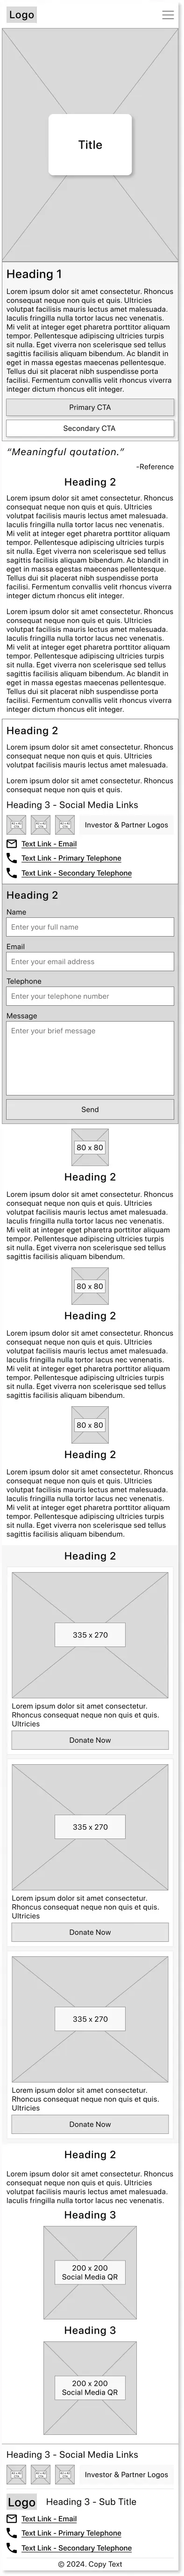 Logo
Title
Heading 1
Lorem ipsum dolor sit amet consectetur. Rhoncus
consequat neque non quis et quis. Ultricies
volutpat facilisis mauris lectus amet malesuada.
Iaculis fringilla nulla tortor lacus nec venenatis.
Mi velit at integer eget pharetra porttitor aliquam
tempor. Pellentesque adipiscing ultricies turpis
sit nulla. Eget viverra non scelerisque sed tellus
sagittis facilisis aliquam bibendum. Ac blandit in
eget in massa egestas maecenas pellentesque.
Tellus dui sit placerat nibh suspendisse porta
facilisi. Fermentum convallis velit rhoncus viverra
integer dictum rhoncus elit integer.
Primary CTA
Secondary CTA
“Meaningful qoutation.”
-Reference
Heading 2
Lorem ipsum dolor sit amet consectetur. Rhoncus
consequat neque non quis et quis. Ultricies
volutpat facilisis mauris lectus amet malesuada.
Iaculis fringilla nulla tortor lacus nec venenatis.
Mi velit at integer eget pharetra porttitor aliquam
tempor. Pellentesque adipiscing ultricies turpis
sit nulla. Eget viverra non scelerisque sed tellus
sagittis facilisis aliquam bibendum. Ac blandit in
eget in massa egestas maecenas pellentesque.
Tellus dui sit placerat nibh suspendisse porta
facilisi. Fermentum convallis velit rhoncus viverra
integer dictum rhoncus elit integer.
Lorem ipsum dolor sit amet consectetur. Rhoncus
consequat neque non quis et quis. Ultricies
volutpat facilisis mauris lectus amet malesuada.
Iaculis fringilla nulla tortor lacus nec venenatis.
Mi velit at integer eget pharetra porttitor aliquam
tempor. Pellentesque adipiscing ultricies turpis
sit nulla. Eget viverra non scelerisque sed tellus
sagittis facilisis aliquam bibendum. Ac blandit in
eget in massa egestas maecenas pellentesque.
Tellus dui sit placerat nibh suspendisse porta
facilisi. Fermentum convallis velit rhoncus viverra
integer dictum rhoncus elit integer.
Heading 2
Lorem ipsum dolor sit amet consectetur. Rhoncus
consequat neque non quis et quis.
Lorem ipsum dolor sit amet consectetur. Rhoncus
consequat neque non quis et quis.
Heading 3 - Social Media Links
Investor & Partner Logos
Text Link - Email
Text Link - Primary Telephone
Text Link - Secondary Telephone
Heading 2
Name
Enter your full name
Email
Enter your email address
Telephone
Enter your telephone number
Message
Enter your brief message
Send
80 x 80
Heading 2
Lorem ipsum dolor sit amet consectetur. Rhoncus
consequat neque non quis et quis. Ultricies
volutpat facilisis mauris lectus amet malesuada.
Iaculis fringilla nulla tortor lacus nec venenatis.
Mi velit at integer eget pharetra porttitor aliquam
tempor. Pellentesque adipiscing ultricies turpis
sit nulla. Eget viverra non scelerisque sed tellus
sagittis facilisis aliquam bibendum.
80 x 80
Heading 2
Lorem ipsum dolor sit amet consectetur. Rhoncus
consequat neque non quis et quis. Ultricies
volutpat facilisis mauris lectus amet malesuada.
Iaculis fringilla nulla tortor lacus nec venenatis.
Mi velit at integer eget pharetra porttitor aliquam
tempor. Pellentesque adipiscing ultricies turpis
sit nulla. Eget viverra non scelerisque sed tellus
sagittis facilisis aliquam bibendum.
80 x 80
Heading 2
Lorem ipsum dolor sit amet consectetur. Rhoncus
consequat neque non quis et quis. Ultricies
volutpat facilisis mauris lectus amet malesuada.
Iaculis fringilla nulla tortor lacus nec venenatis.
Mi velit at integer eget pharetra porttitor aliquam
tempor. Pellentesque adipiscing ultricies turpis
sit nulla. Eget viverra non scelerisque sed tellus
sagittis facilisis aliquam bibendum.
Heading 2
335 x 270
Lorem ipsum dolor sit amet consectetur.
Rhoncus consequat neque non quis et quis.
Ultricies
Donate Now
335 x 270
Lorem ipsum dolor sit amet consectetur.
Rhoncus consequat neque non quis et quis.
Ultricies
Donate Now
335 x 270
Lorem ipsum dolor sit amet consectetur.
Rhoncus consequat neque non quis et quis.
Ultricies
Donate Now
Heading 2
Lorem ipsum dolor sit amet consectetur. Rhoncus
consequat neque non quis et quis. Ultricies
volutpat facilisis mauris lectus amet malesuada.
Iaculis fringilla nulla tortor lacus nec venenatis.
Heading 3
200 x 200
Social Media QR
Heading 3
200 x 200
Social Media QR
Heading 3 - Social Media Links
Investor & Partner Logos
Logo
Heading 3 - Sub Title
Text Link - Email
Text Link - Primary Telephone
Text Link - Secondary Telephone
© 2024. Copy Text